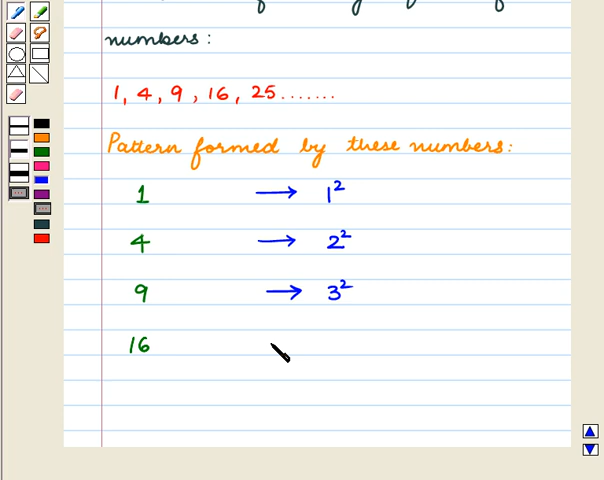 numbers:
1, 4, 9, 16, 25.......
Pattern formed by these numbers:
1 → 1²
4 → 2²
9 → 3²
16